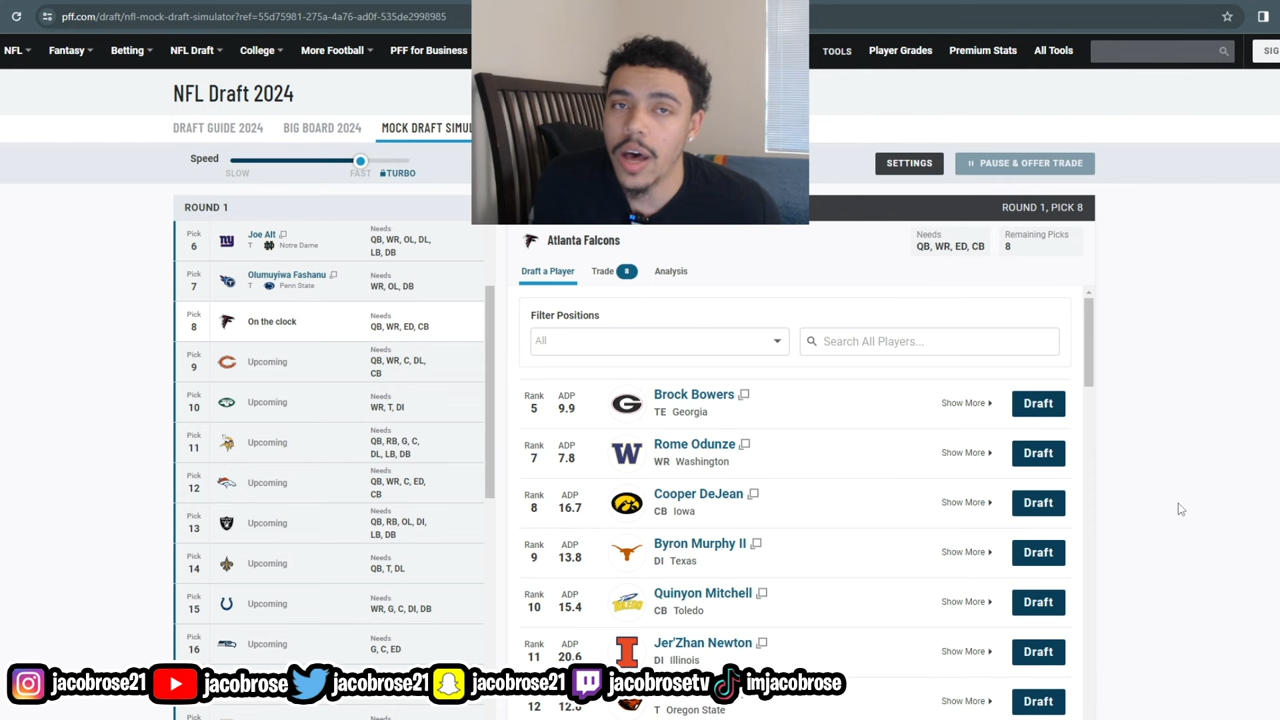 pff.com/draft/nfl-mock-draft-simulator?ref=55d75981-275a-4a76-ad0f-535de2998985
NFL Fantasy Betting NFL Draft College More Football PFF for Business TOOLS Player Grades Premium Stats All Tools SIG
NFL Draft 2024
DRAFT GUIDE 2024 BIG BOARD 2024 MOCK DRAFT SIMU
Speed
SLOW FAST TURBO
SETTINGS PAUSE & OFFER TRADE
ROUND 1
Pick 6
Joe Alt
T Notre Dame
Needs
QB, WR, OL, DL,
LB, DB
Pick 7
Olumuyiwa Fashanu
T Penn State
Needs
WR, OL, DB
Pick 8
On the clock
Needs
QB, WR, ED, CB
Pick 9
Upcoming
Needs
QB, WR, C, DL,
CB
Pick 10
Upcoming
Needs
WR, T, DI
Pick 11
Upcoming
Needs
QB, RB, G, C,
DL, LB, DB
Pick 12
Upcoming
Needs
QB, WR, C, ED,
CB
Pick 13
Upcoming
Needs
QB, RB, OL, DI,
LB, DB
Pick 14
Upcoming
Needs
QB, T, DL
Pick 15
Upcoming
Needs
WR, G, C, DI, DB
Pick 16
Upcoming
Needs
G, C, ED
ROUND 1, PICK 8
Atlanta Falcons
Needs
QB, WR, ED, CB
Remaining Picks
8
Draft a Player Trade 8 Analysis
Filter Positions
All
Search All Players...
Rank 5 ADP 9.9
Brock Bowers
TE Georgia
Show More Draft
Rank 7 ADP 7.8
Rome Odunze
WR Washington
Show More Draft
Rank 8 ADP 16.7
Cooper DeJean
CB Iowa
Show More Draft
Rank 9 ADP 13.8
Byron Murphy II
DI Texas
Show More Draft
Rank 10 ADP 15.4
Quinyon Mitchell
CB Toledo
Show More Draft
Rank 11 ADP 20.6
Jer'Zhan Newton
DI Illinois
Show More Draft
12
T Oregon State
Draft
jacobrose21 jacobrose jacobrose21 jacobrose21 jacobrosetv imjacobrose